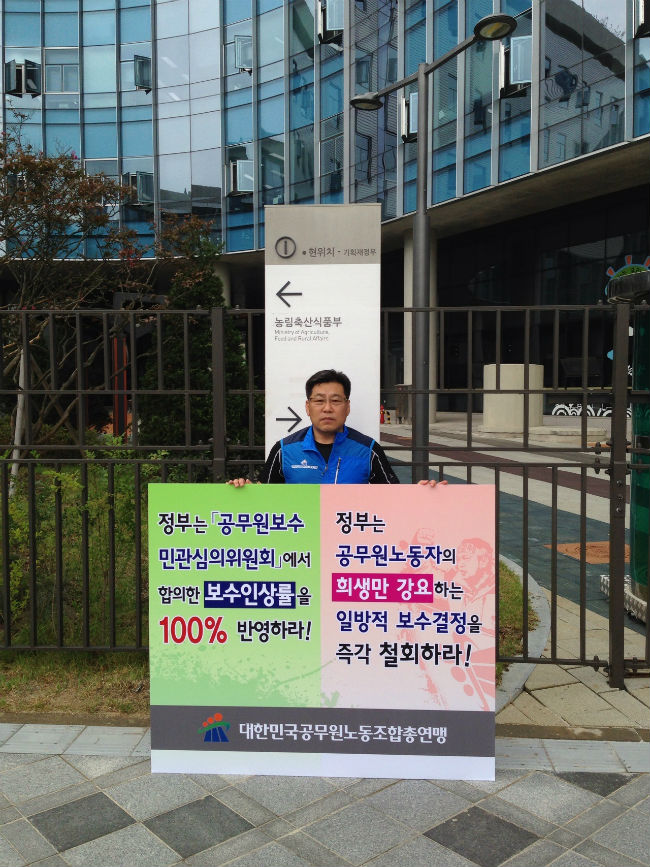 현위치 - 기획재정부
농림축산식품부
Ministry of Agriculture,
Food and Rural Affairs
정부는 「공무원보수
민관심의위원회」에서
합의한 보수인상률을
100% 반영하라!
정부는
공무원노동자의
희생만 강요하는
일방적 보수결정을
즉각 철회하라!
대한민국공무원노동조합총연맹